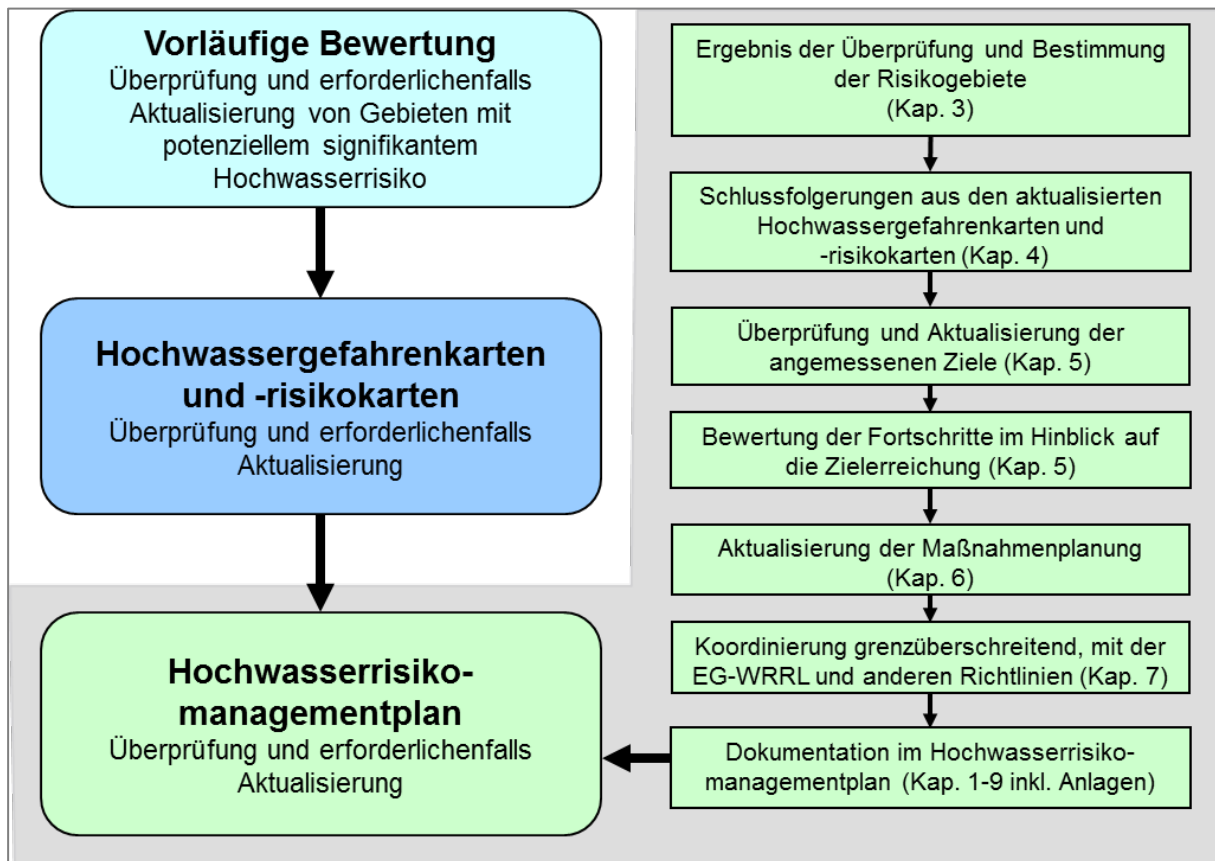 Vorläufige Bewertung
Überprüfung und erforderlichenfalls
Aktualisierung von Gebieten mit
potenziellem signifikantem
Hochwasserrisiko
Hochwassergefahrenkarten
und -risikokarten
Überprüfung und erforderlichenfalls
Aktualisierung
Hochwasserrisiko-
managementplan
Überprüfung und erforderlichenfalls
Aktualisierung
Ergebnis der Überprüfung und Bestimmung
der Risikogebiete
(Kap. 3)
Schlussfolgerungen aus den aktualisierten
Hochwassergefahrenkarten und
-risikokarten (Kap. 4)
Überprüfung und Aktualisierung der
angemessenen Ziele (Kap. 5)
Bewertung der Fortschritte im Hinblick auf
die Zielerreichung (Kap. 5)
Aktualisierung der Maßnahmenplanung
(Kap. 6)
Koordinierung grenzüberschreitend, mit der
EG-WRRL und anderen Richtlinien (Kap. 7)
Dokumentation im Hochwasserrisiko-
managementplan (Kap. 1-9 inkl. Anlagen)